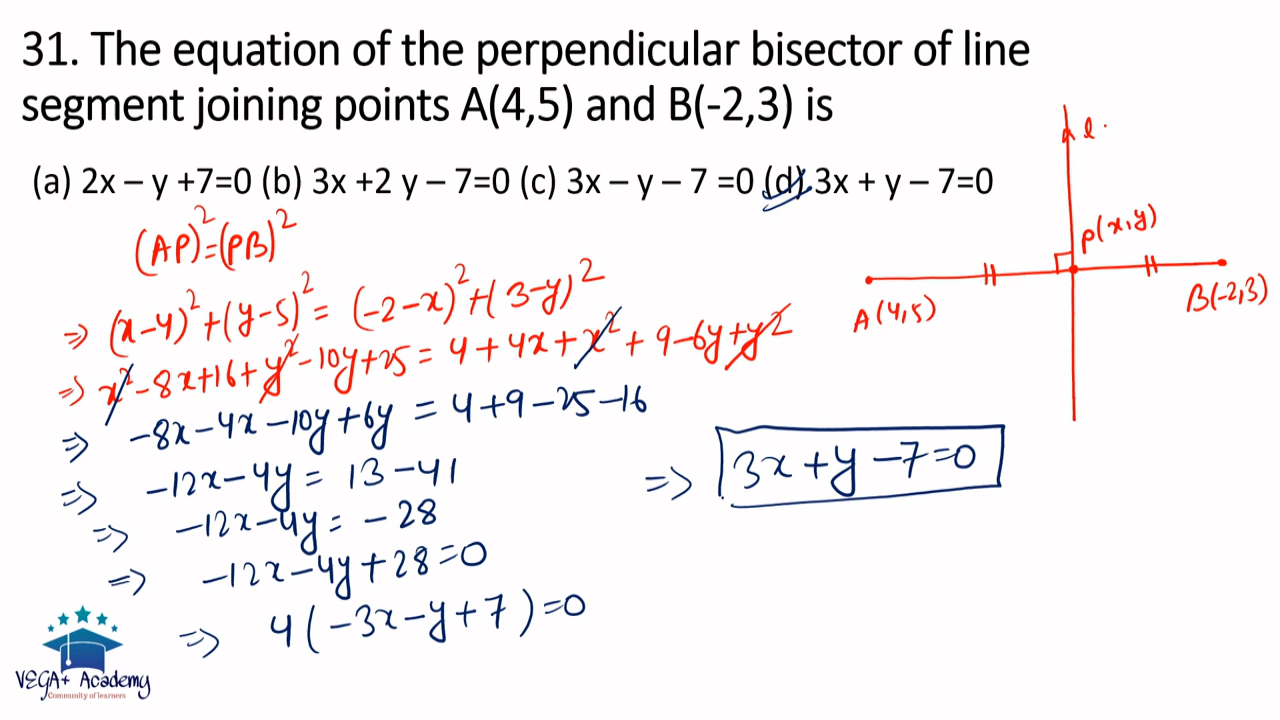 31. The equation of the perpendicular bisector of line
segment joining points A(4,5) and B(-2,3) is
(a) 2x – y +7=0 (b) 3x +2 y – 7=0 (c) 3x – y – 7 =0 (d) 3x + y – 7=0
l.
P(x,y)
A(4,5)
B(-2,3)
(AP)²=(PB)²
⇒ (x-4)²+(y-5)² = (-2-x)²+(3-y)²
⇒ x²-8x+16+y²-10y+25 = 4+4x+x²+9-6y+y²
⇒ -8x-4x-10y+6y = 4+9-25-16
⇒ -12x-4y = 13-41
⇒ -12x-4y = -28
⇒ -12x-4y+28=0
⇒ 4(-3x-y+7)=0
⇒ 3x+y-7=0
VEGA+ Academy
Community of learners